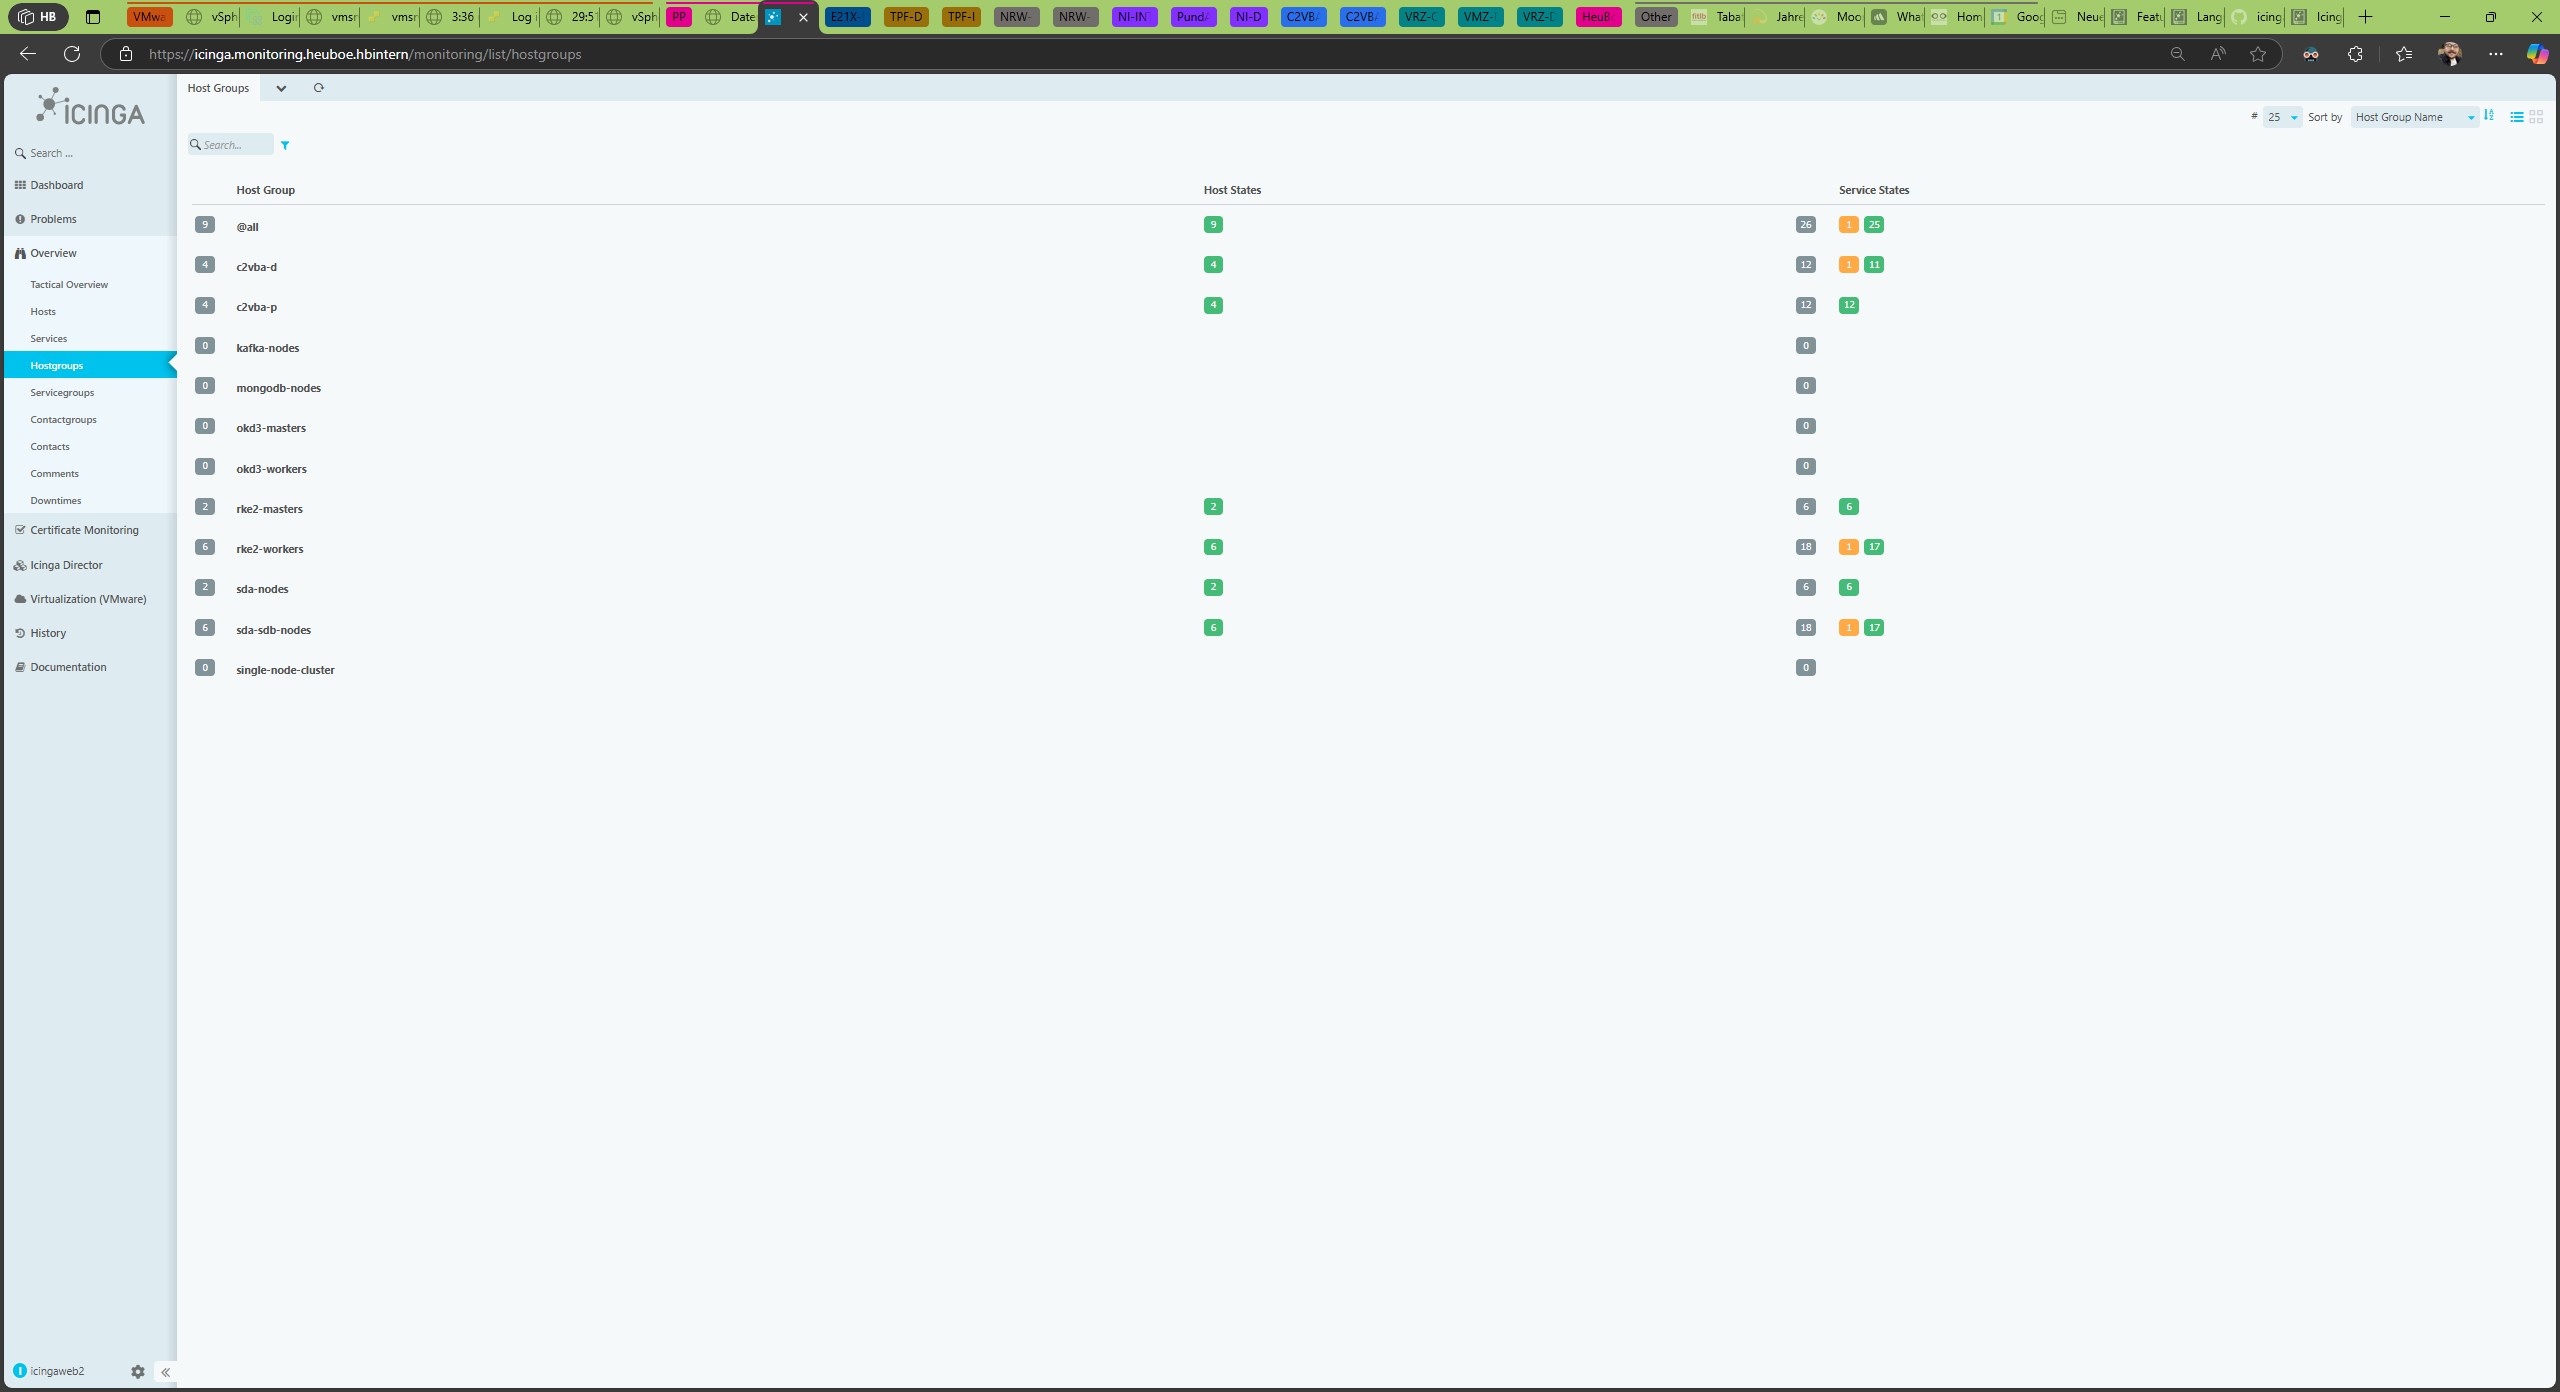 HB VMwa vSph Logi vmsr vmsr 3:36 Log i 29:5 vSph PP Date E21X- TPF-D TPF-I NRW- NRW- NI-IN Pund NI-D C2VBA C2VBA VRZ-C VMZ- VRZ-D HeuB Other Taba Jahre Moo Wha Hom Goog Neue Featu Lang icing Icing
https://icinga.monitoring.heuboe.hbintern/monitoring/list/hostgroups
ICINGA
Search ...
Dashboard
Problems
Overview
Tactical Overview
Hosts
Services
Hostgroups
Servicegroups
Contactgroups
Contacts
Comments
Downtimes
Certificate Monitoring
Icinga Director
Virtualization (VMware)
History
Documentation
icingaweb2
Host Groups
# 25 Sort by Host Group Name
Search...
Host Group Host States Service States
9 @all 9 26 1 25
4 c2vba-d 4 12 1 11
4 c2vba-p 4 12 12
0 kafka-nodes 0
0 mongodb-nodes 0
0 okd3-masters 0
0 okd3-workers 0
2 rke2-masters 2 6 6
6 rke2-workers 6 18 1 17
2 sda-nodes 2 6 6
6 sda-sdb-nodes 6 18 1 17
0 single-node-cluster 0